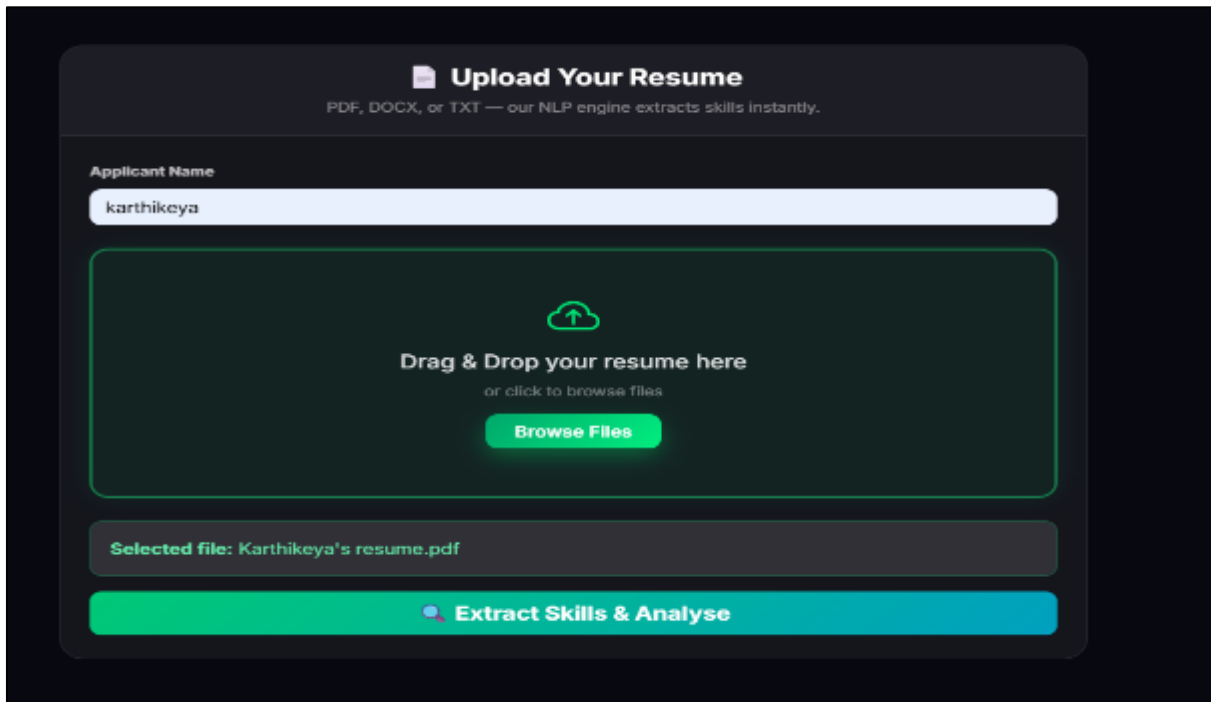 Upload Your Resume
PDF, DOCX, or TXT — our NLP engine extracts skills instantly.
Applicant Name
karthikeya
Drag & Drop your resume here
or click to browse files
Browse Files
Selected file: Karthikeya's resume.pdf
Extract Skills & Analyse